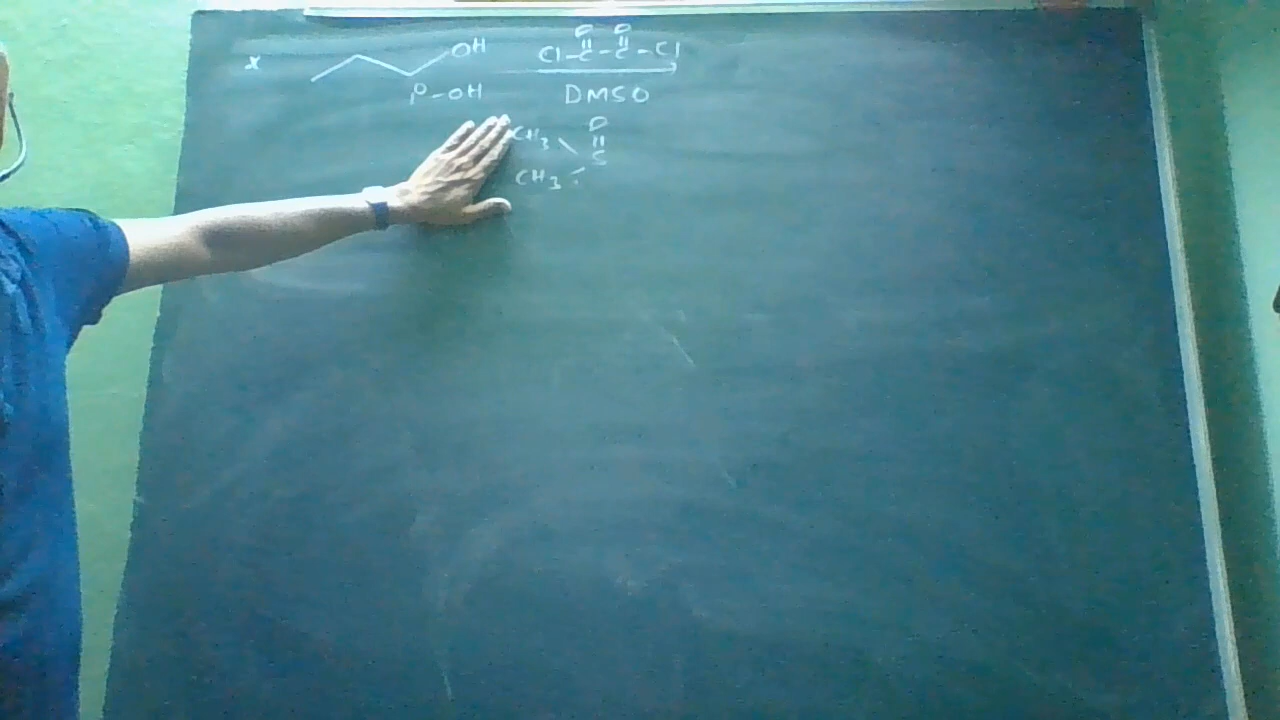 x OH Cl-C-C-Cl
O O
P-OH DMSO
O
CH3
S
CH3